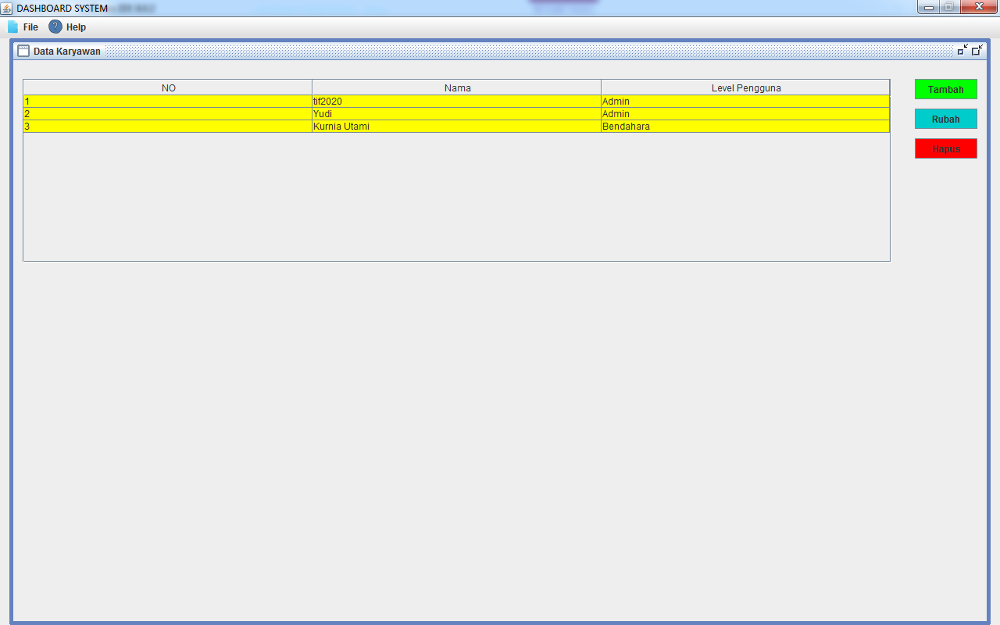 DASHBOARD SYSTEM
File Help
Data Karyawan
NO Nama Level Pengguna
1 tif2020 Admin
2 Yudi Admin
3 Kurnia Utami Bendahara
Tambah
Rubah
Hapus